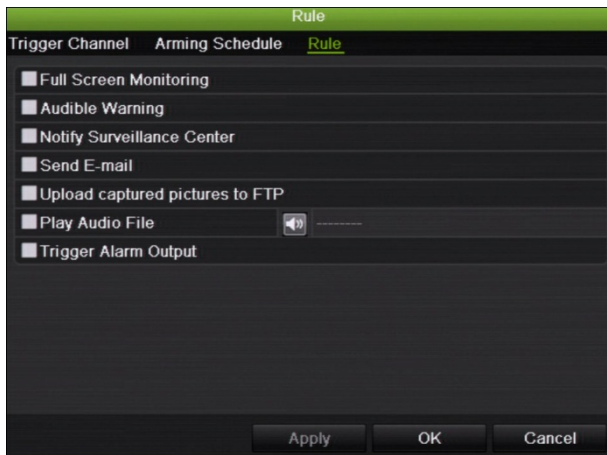 Rule
Trigger Channel Arming Schedule Rule
Full Screen Monitoring
Audible Warning
Notify Surveillance Center
Send E-mail
Upload captured pictures to FTP
Play Audio File --------
Trigger Alarm Output
Apply OK Cancel